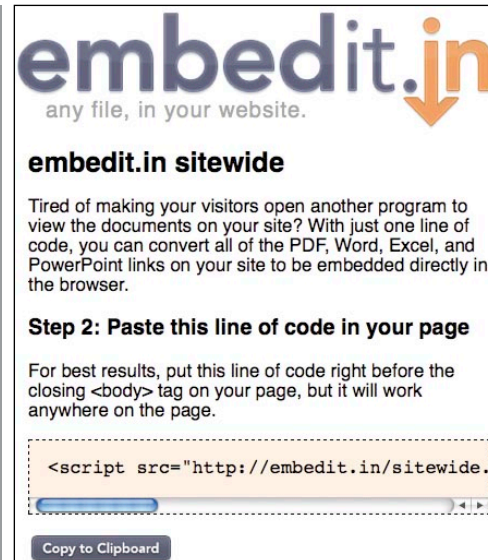 embedit.in
any file, in your website.
embedit.in sitewide
Tired of making your visitors open another program to
view the documents on your site? With just one line of
code, you can convert all of the PDF, Word, Excel, and
PowerPoint links on your site to be embedded directly in
the browser.
Step 2: Paste this line of code in your page
For best results, put this line of code right before the
closing <body> tag on your page, but it will work
anywhere on the page.
<script src="http://embedit.in/sitewide.
Copy to Clipboard